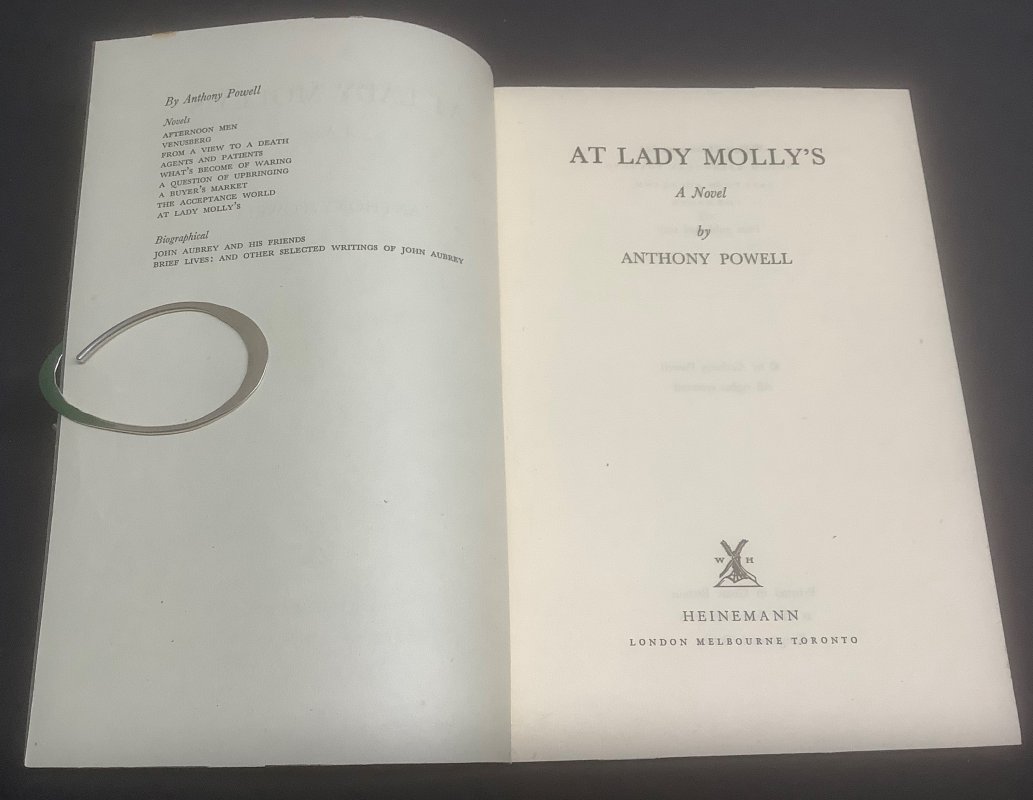 By Anthony Powell
Novels
AFTERNOON MEN
VENUSBERG
FROM A VIEW TO A DEATH
AGENTS AND PATIENTS
WHAT'S BECOME OF WARING
A QUESTION OF UPBRINGING
A BUYER'S MARKET
THE ACCEPTANCE WORLD
AT LADY MOLLY'S
Biographical
JOHN AUBREY AND HIS FRIENDS
BRIEF LIVES: AND OTHER SELECTED WRITINGS OF JOHN AUBREY
AT LADY MOLLY'S
A Novel
by
ANTHONY POWELL
W H
HEINEMANN
LONDON MELBOURNE TORONTO